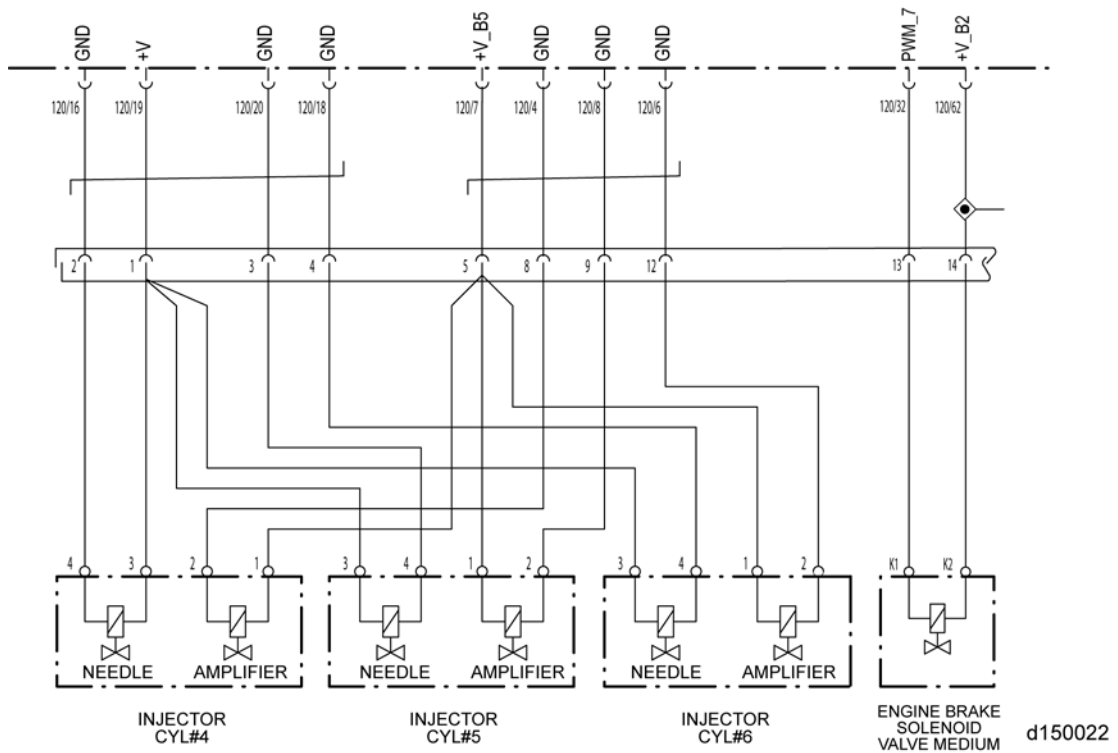 GND
+V
GND
GND
+V_B5
GND
GND
GND
PWM_7
+V_B2
120/16
120/19
120/20
120/18
120/7
120/4
120/8
120/6
120/32
120/62
2
1
3
4
5
8
9
12
13
14
4
3
2
1
3
4
1
2
3
4
1
2
K1
K2
NEEDLE
AMPLIFIER
NEEDLE
AMPLIFIER
NEEDLE
AMPLIFIER
INJECTOR
CYL#4
INJECTOR
CYL#5
INJECTOR
CYL#6
ENGINE BRAKE
SOLENOID
VALVE MEDIUM
d150022